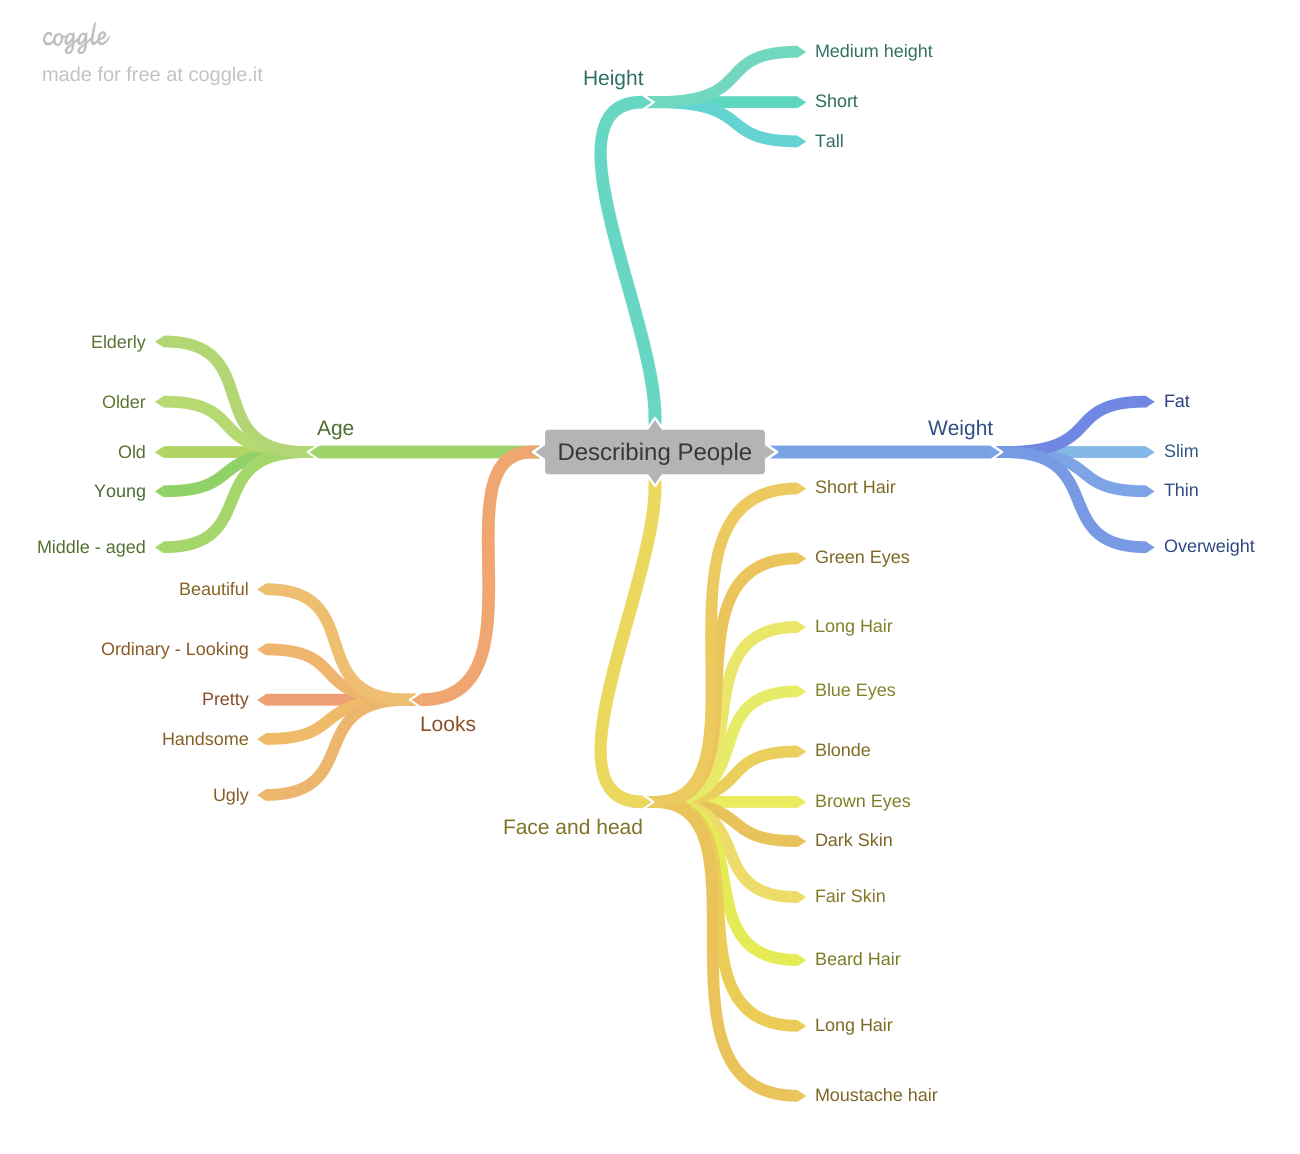 coggle
made for free at coggle.it
Height
Medium height
Short
Tall
Elderly
Older
Old
Young
Middle - aged
Age
Describing People
Weight
Fat
Slim
Thin
Overweight
Beautiful
Ordinary - Looking
Pretty
Handsome
Ugly
Looks
Face and head
Short Hair
Green Eyes
Long Hair
Blue Eyes
Blonde
Brown Eyes
Dark Skin
Fair Skin
Beard Hair
Long Hair
Moustache hair